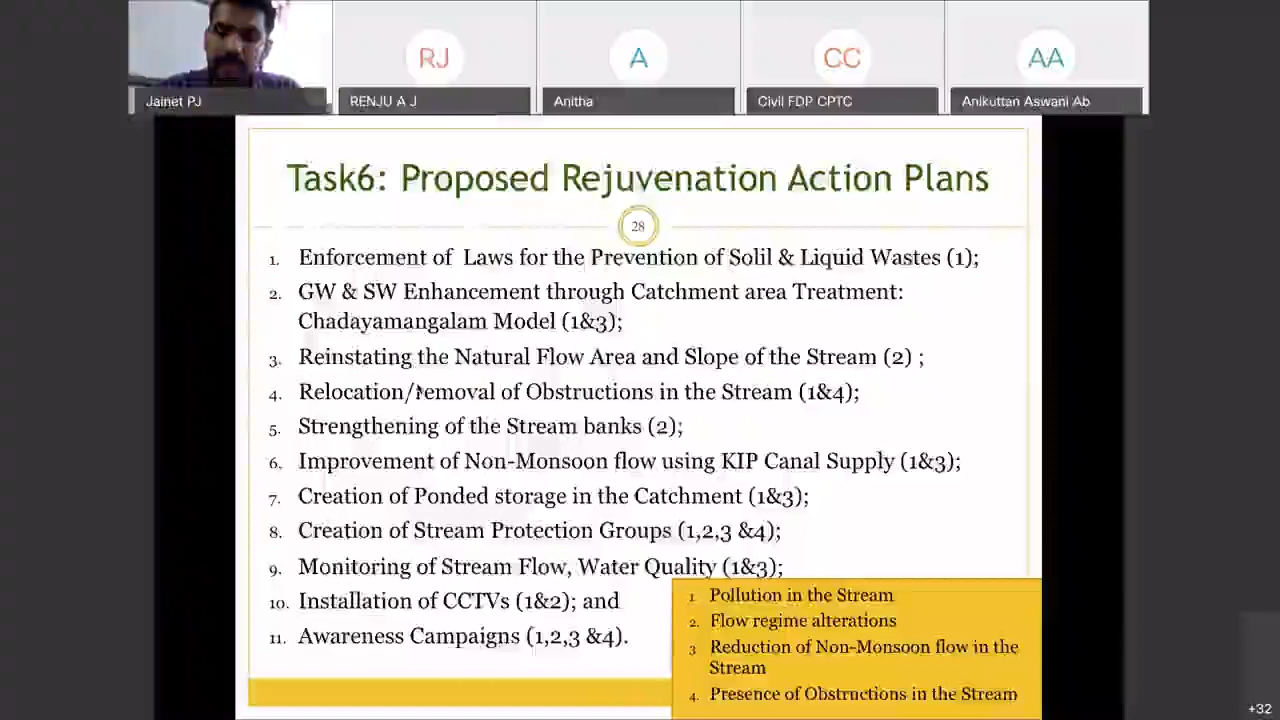 RJ
A
CC
AA
Jainet PJ
RENJU A J
Anitha
Civil FDP CPTC
Anikuttan Aswani Ab
Task6: Proposed Rejuvenation Action Plans
28
1. Enforcement of Laws for the Prevention of Solil & Liquid Wastes (1);
2. GW & SW Enhancement through Catchment area Treatment:
Chadayamangalam Model (1&3);
3. Reinstating the Natural Flow Area and Slope of the Stream (2) ;
4. Relocation/removal of Obstructions in the Stream (1&4);
5. Strengthening of the Stream banks (2);
6. Improvement of Non-Monsoon flow using KIP Canal Supply (1&3);
7. Creation of Ponded storage in the Catchment (1&3);
8. Creation of Stream Protection Groups (1,2,3 &4);
9. Monitoring of Stream Flow, Water Quality (1&3);
10. Installation of CCTVs (1&2); and
11. Awareness Campaigns (1,2,3 &4).
1. Pollution in the Stream
2. Flow regime alterations
3 Reduction of Non-Monsoon flow in the
Stream
4. Presence of Obstructions in the Stream
+32